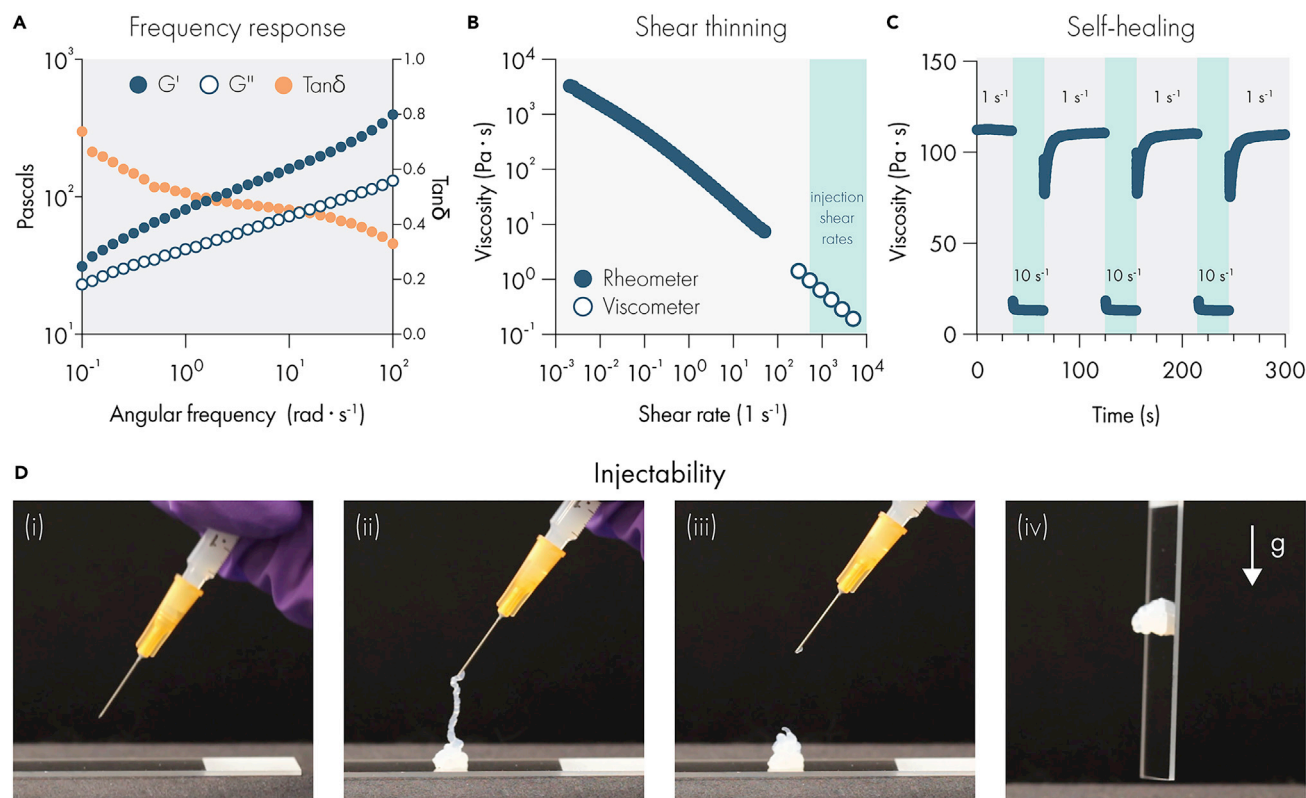 A
Frequency response
10³
10²
10¹
Pascals
G'
G''
Tanδ
1.0
0.8
0.6
0.4
0.2
0.0
Tanδ
10⁻¹
10⁰
10¹
10²
Angular frequency (rad · s⁻¹)
B
Shear thinning
10⁴
10³
10²
10¹
10⁰
10⁻¹
Viscosity (Pa · s)
injection
shear
rates
Rheometer
Viscometer
10⁻³
10⁻²
10⁻¹
10⁰
10¹
10²
10³
10⁴
Shear rate (1 s⁻¹)
C
Self-healing
150
100
50
0
Viscosity (Pa · s)
1 s⁻¹
1 s⁻¹
1 s⁻¹
1 s⁻¹
10 s⁻¹
10 s⁻¹
10 s⁻¹
0
100
200
300
Time (s)
D
Injectability
(i)
(ii)
(iii)
(iv)
g